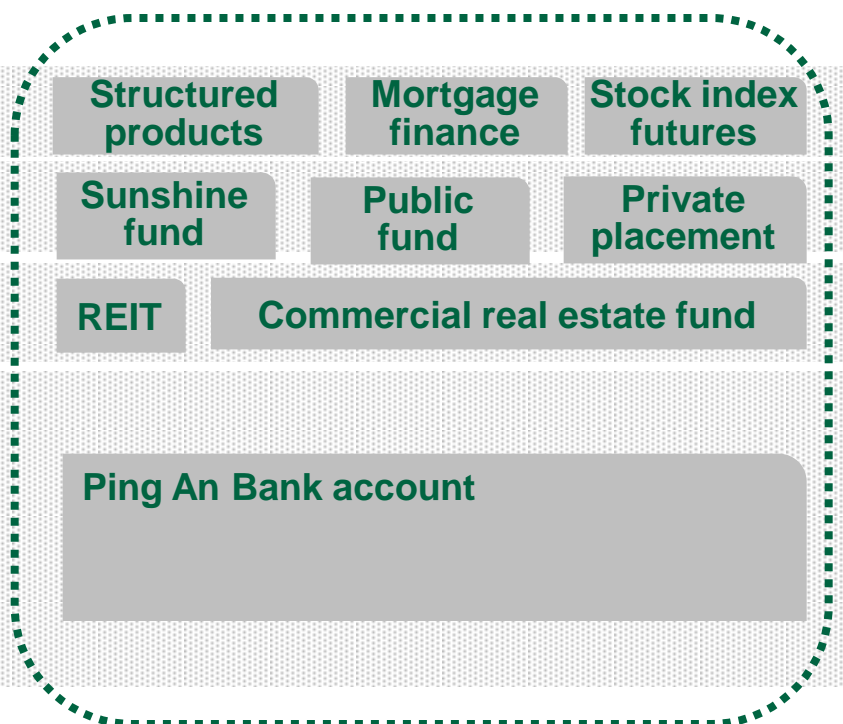 Structured
products
Mortgage
finance
Stock index
futures
Sunshine
fund
Public
fund
Private
placement
REIT
Commercial real estate fund
Ping An Bank account